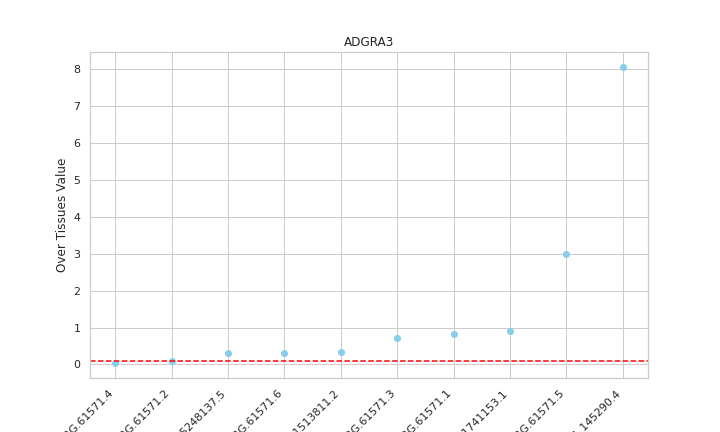 ADGRA3
Over Tissues Value
8
7
6
5
4
3
2
1
0
G.61571.4
G.61571.2
5248137.5
G.61571.6
1513811.2
G.61571.3
G.61571.1
1741153.1
G.61571.5
145290.4